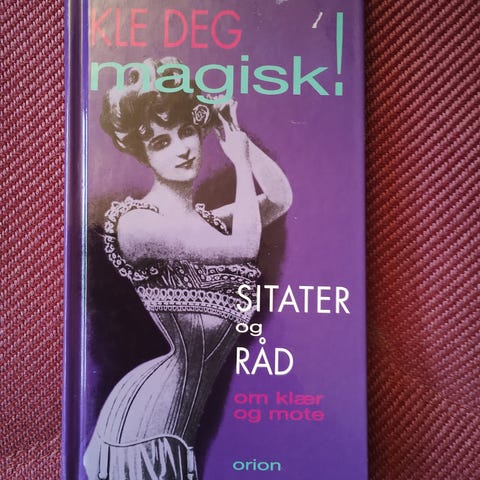 KLE DEG
magisk!
SITATER
og
RÅD
om klær
og mote
orion